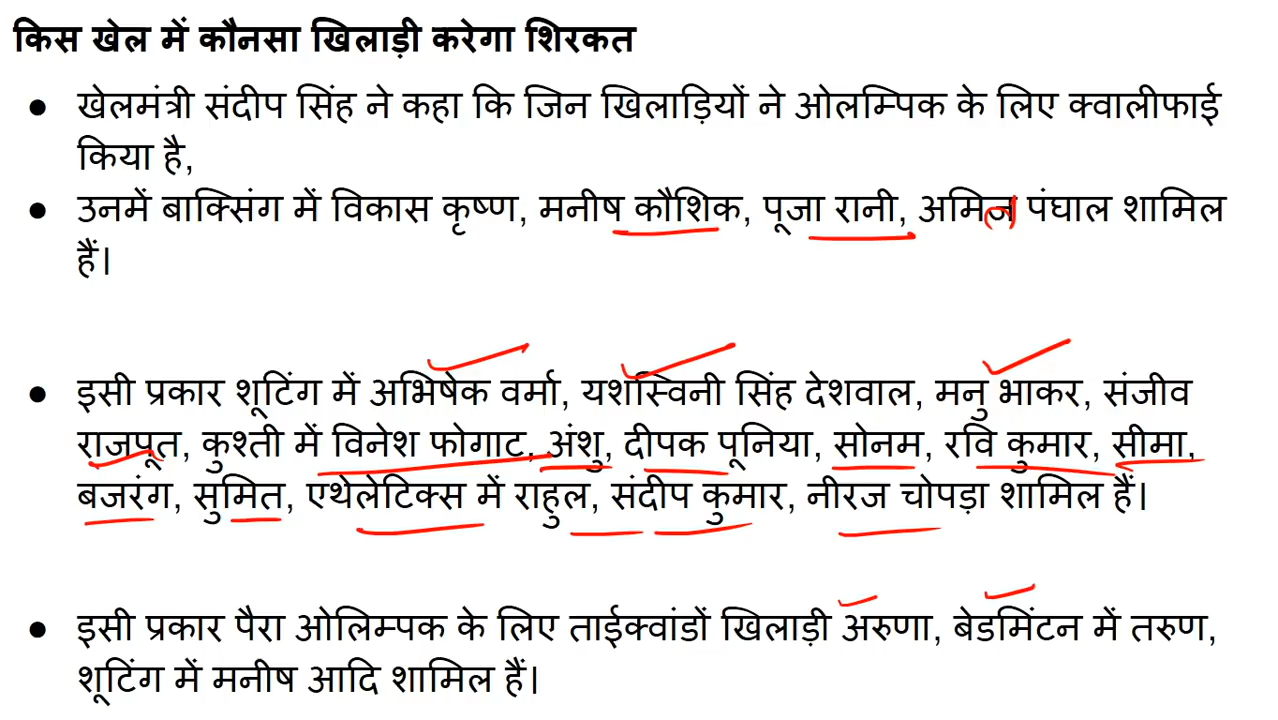 किस खेल में कौनसा खिलाड़ी करेगा शिरकत
● खेलमंत्री संदीप सिंह ने कहा कि जिन खिलाड़ियों ने ओलम्पिक के लिए क्वालीफाई
किया है,
● उनमें बाक्सिंग में विकास कृष्ण, मनीष कौशिक, पूजा रानी, अमित पंघाल शामिल
हैं।
● इसी प्रकार शूटिंग में अभिषेक वर्मा, यशस्विनी सिंह देशवाल, मनु भाकर, संजीव
राजपूत, कुश्ती में विनेश फोगाट, अंशु, दीपक पूनिया, सोनम, रवि कुमार, सीमा,
बजरंग, सुमित, एथेलेटिक्स में राहुल, संदीप कुमार, नीरज चोपड़ा शामिल हैं।
● इसी प्रकार पैरा ओलिम्पक के लिए ताईक्वांडों खिलाड़ी अरुणा, बेडमिंटन में तरुण,
शूटिंग में मनीष आदि शामिल हैं।